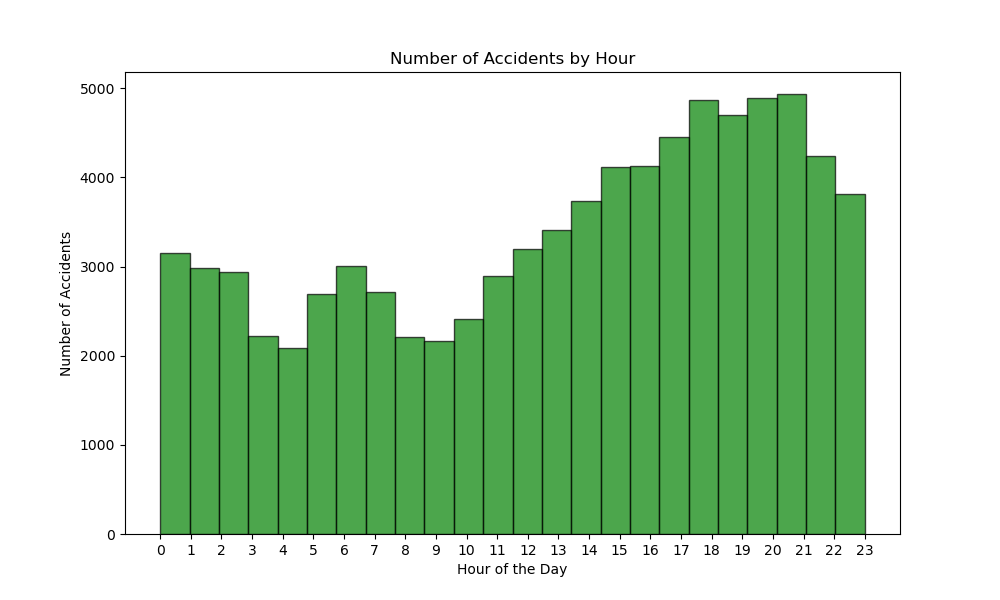 Number of Accidents by Hour
Number of Accidents
5000
4000
3000
2000
1000
0
0 1 2 3 4 5 6 7 8 9 10 11 12 13 14 15 16 17 18 19 20 21 22 23
Hour of the Day